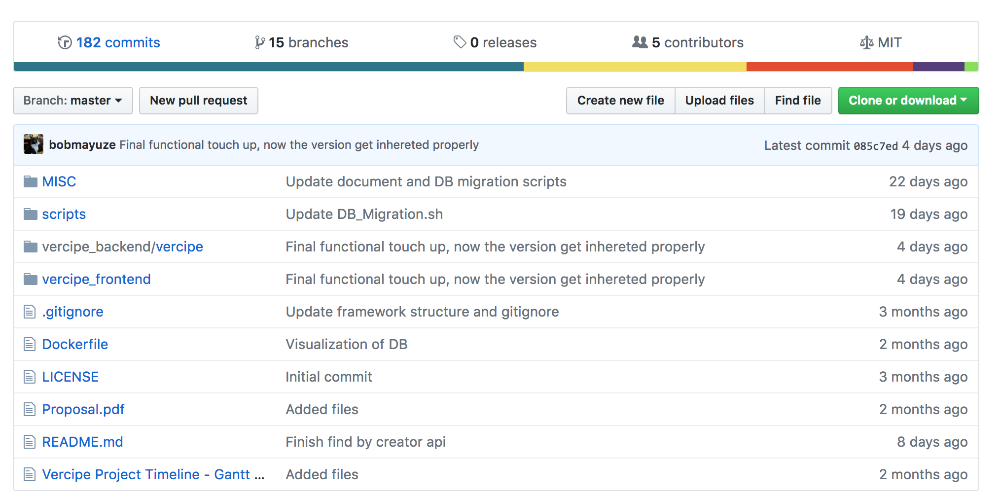 182 commits 15 branches 0 releases 5 contributors MIT
Branch: master New pull request Create new file Upload files Find file Clone or download
bobmayuze Final functional touch up, now the version get inhereted properly Latest commit 085c7ed 4 days ago
MISC Update document and DB migration scripts 22 days ago
scripts Update DB_Migration.sh 19 days ago
vercipe_backend/vercipe Final functional touch up, now the version get inhereted properly 4 days ago
vercipe_frontend Final functional touch up, now the version get inhereted properly 4 days ago
.gitignore Update framework structure and gitignore 3 months ago
Dockerfile Visualization of DB 2 months ago
LICENSE Initial commit 3 months ago
Proposal.pdf Added files 2 months ago
README.md Finish find by creator api 8 days ago
Vercipe Project Timeline - Gantt ... Added files 2 months ago